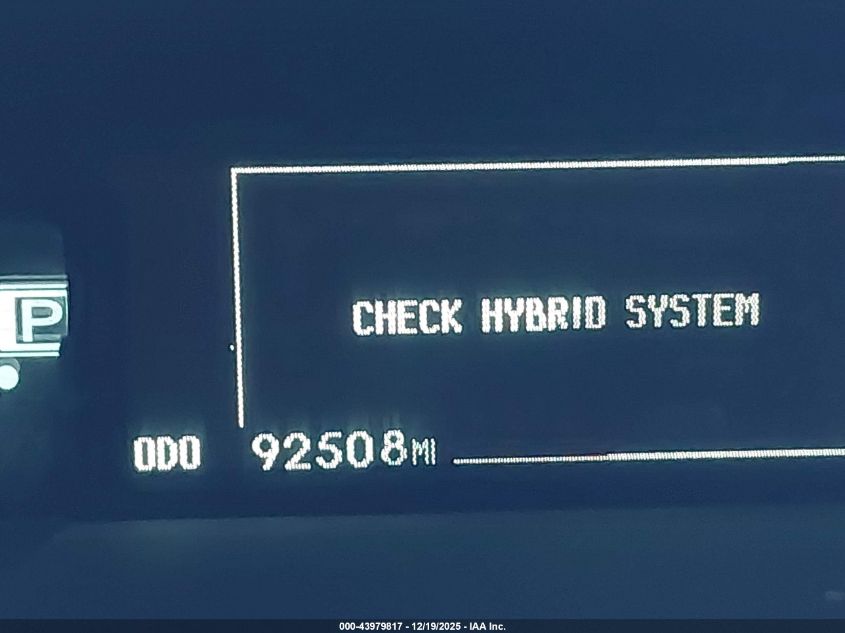 CHECK HYBRID SYSTEM
P
ODO 92508MI
000-43979817 - 12/19/2025 - IAA Inc.